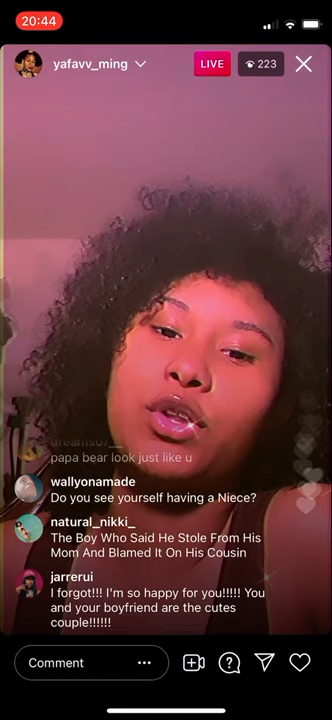 20:44
yafavv_ming
LIVE
223
papa bear look just like u
wallyonamade
Do you see yourself having a Niece?
natural_nikki_
The Boy Who Said He Stole From His
Mom And Blamed It On His Cousin
jarrerui
I forgot!!! I'm so happy for you!!!!! You
and your boyfriend are the cutes
couple!!!!!!
Comment